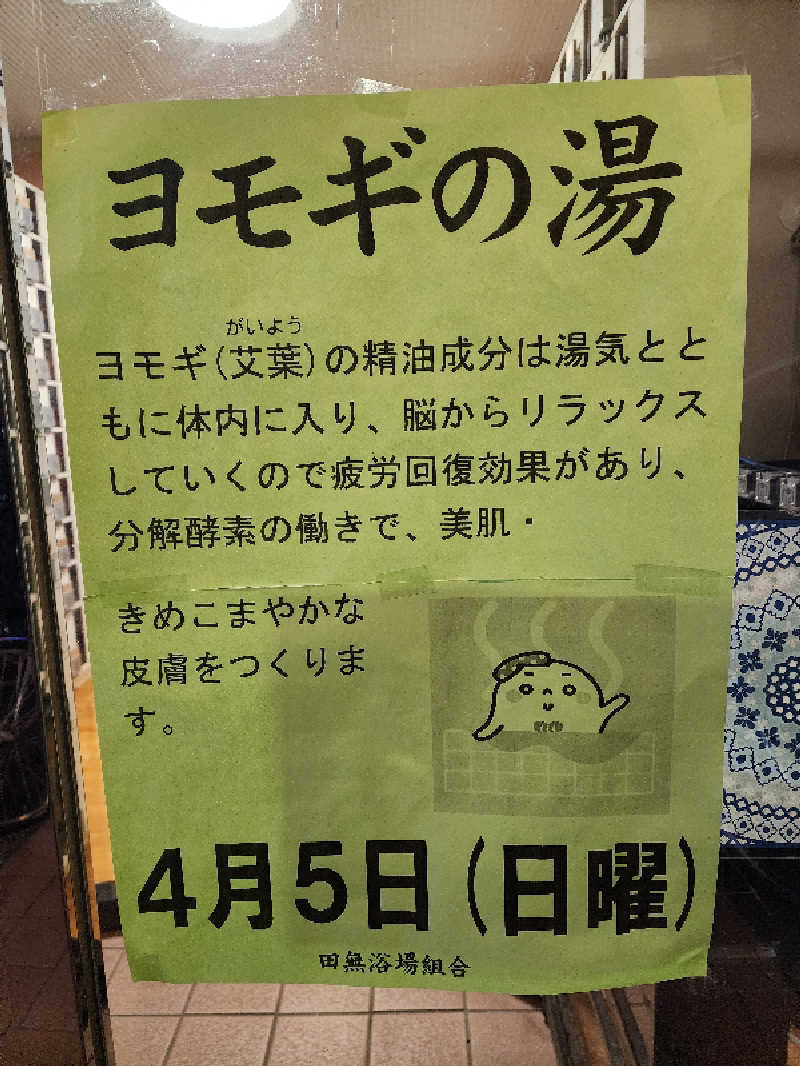 ヨモギの湯
がいよう
ヨモギ(艾葉)の精油成分は湯気とと
もに体内に入り、脳からリラックス
していくので疲労回復効果があり、
分解酵素の働きで、美肌・
きめこまやかな
皮膚をつくりま
す。
4月5日(日曜)
田無浴場組合